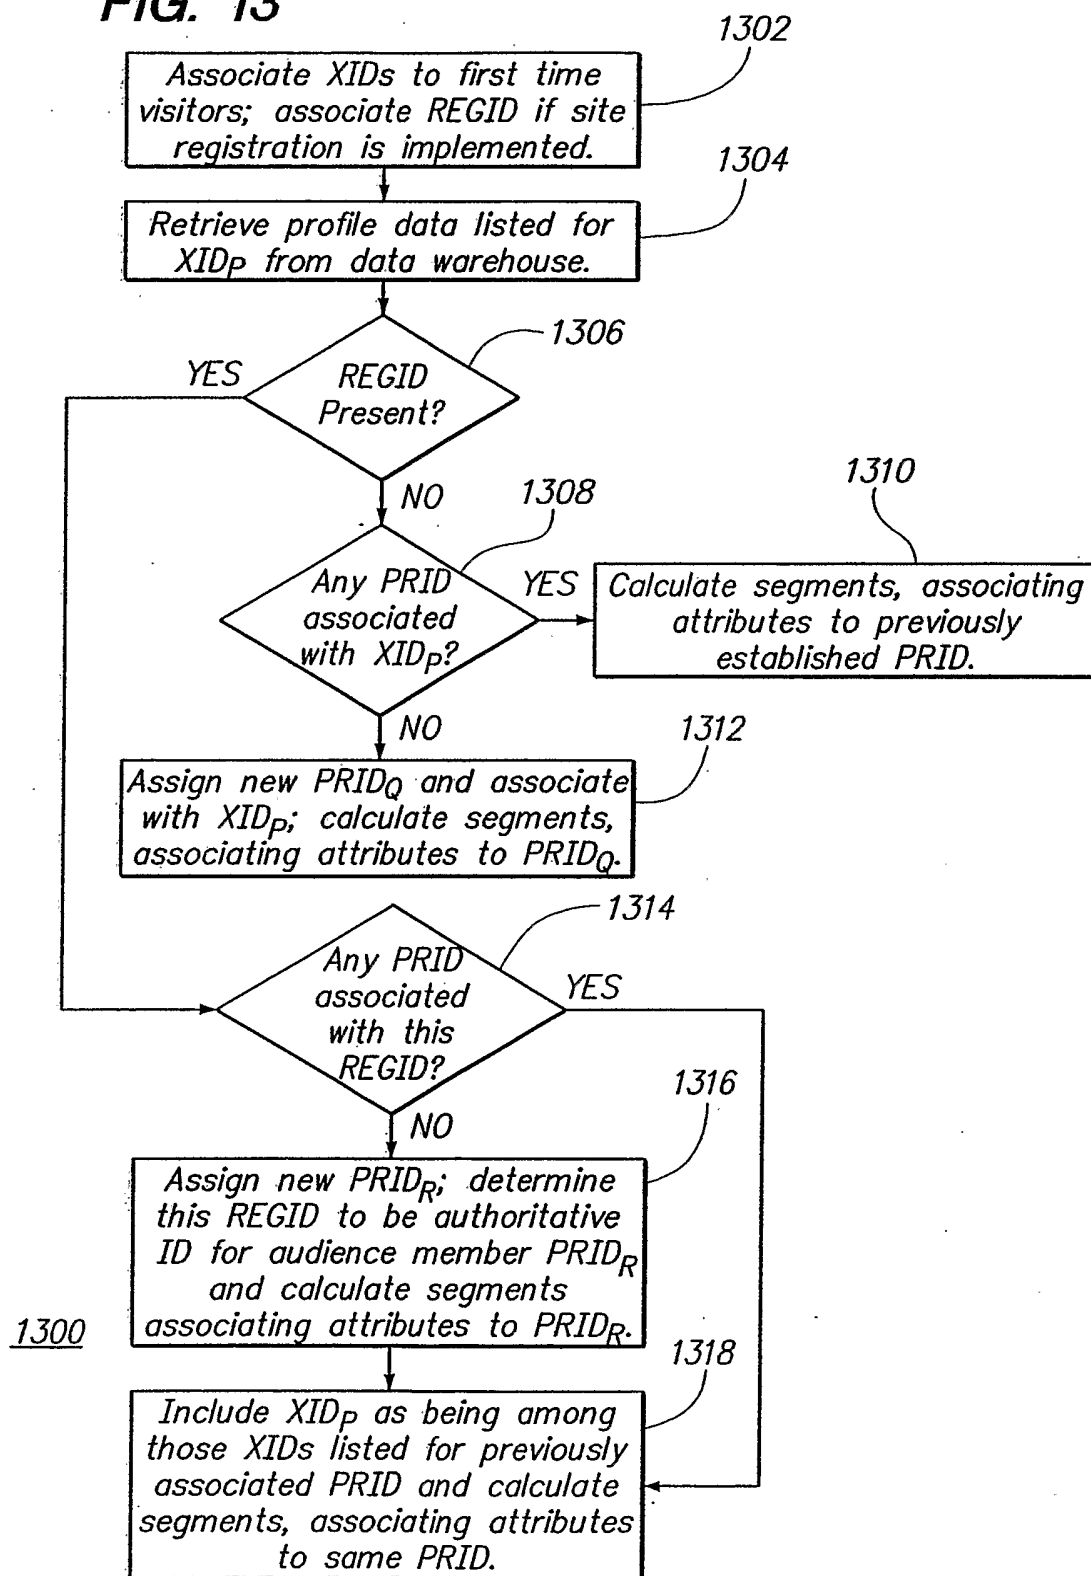 FIG. 13
1302
Associate XIDs to first time
visitors; associate REGID if site
registration is implemented.
1304
Retrieve profile data listed for
XIDP from data warehouse.
1306
YES
REGID
Present?
NO
1308
1310
Any PRID
associated
with XIDP?
YES
Calculate segments, associating
attributes to previously
established PRID.
NO
1312
Assign new PRIDQ and associate
with XIDP; calculate segments,
associating attributes to PRIDQ.
1314
Any PRID
associated
with this
REGID?
YES
NO
1316
Assign new PRIDR; determine
this REGID to be authoritative
ID for audience member PRIDR
and calculate segments
associating attributes to PRIDR.
1300
1318
Include XIDP as being among
those XIDs listed for previously
associated PRID and calculate
segments, associating attributes
to same PRID.